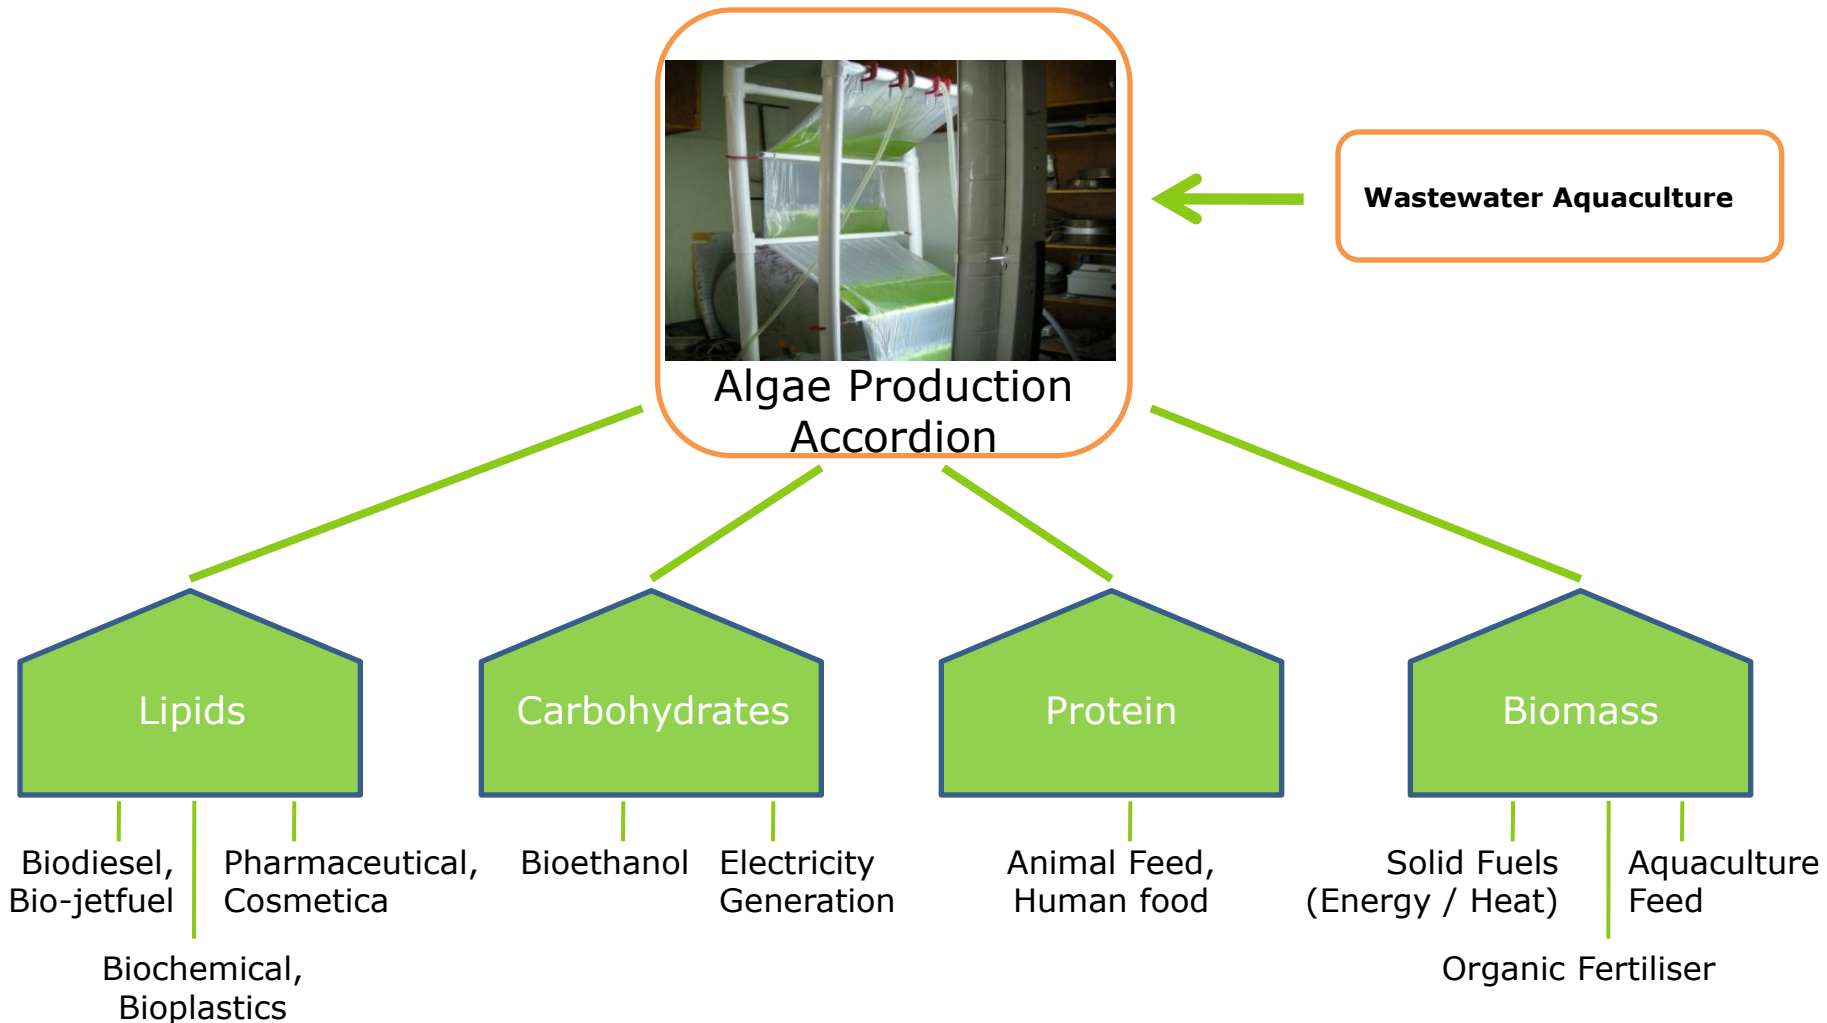 Wastewater Aquaculture
Algae Production
Accordion
Lipids
Carbohydrates
Protein
Biomass
Biodiesel,
Bio-jetfuel
Pharmaceutical,
Cosmetica
Biochemical,
Bioplastics
Bioethanol
Electricity
Generation
Animal Feed,
Human food
Solid Fuels
(Energy / Heat)
Aquaculture
Feed
Organic Fertiliser